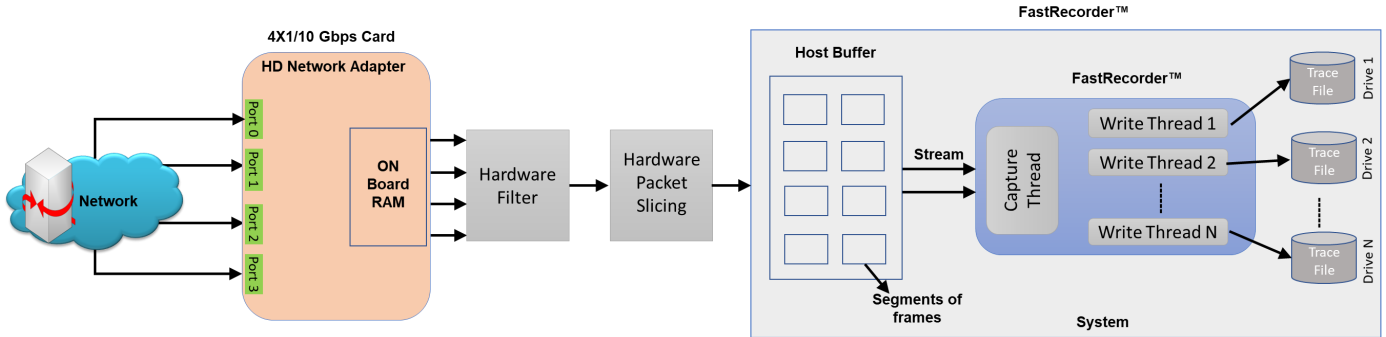 FastRecorder™
4X1/10 Gbps Card
HD Network Adapter
Port 0
Port 1
Port 2
Port 3
Network
ON
Board
RAM
Hardware
Filter
Hardware
Packet
Slicing
Host Buffer
Segments of
frames
Stream
FastRecorder™
Capture
Thread
Write Thread 1
Write Thread 2
Write Thread N
Trace
File
Drive 1
Trace
File
Drive 2
Trace
File
Drive N
System